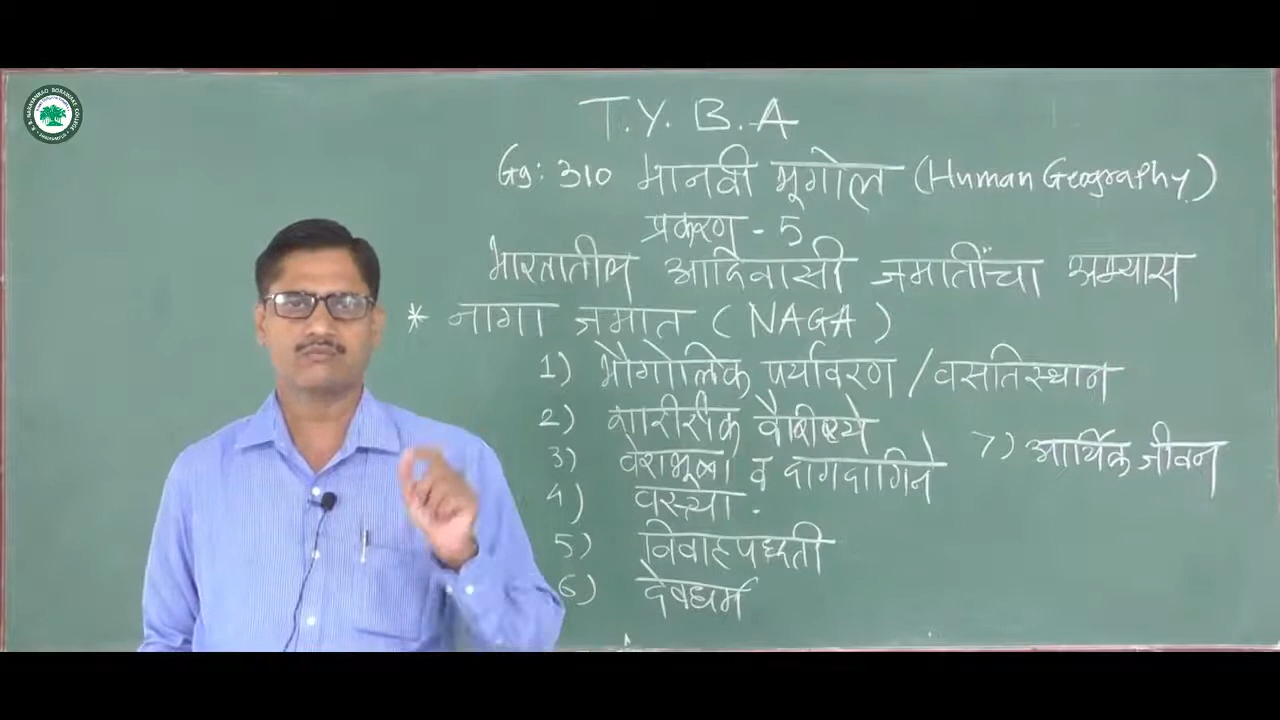 T.Y. B.A
Gg: 310 मानवी भूगोल (Human Geography)
प्रकरण - 5
भारतातील आदिवासी जमातींचा अभ्यास
* नागा जमात (NAGA)
1) भौगोलिक पर्यावरण / वसतिस्थान
2) शारीरिक वैशिष्ट्ये
3) वेशभूषा व दागदागिने
4) वस्त्या.
5) विवाहपद्धती
6) देवधर्म
7) आर्थिक जीवन